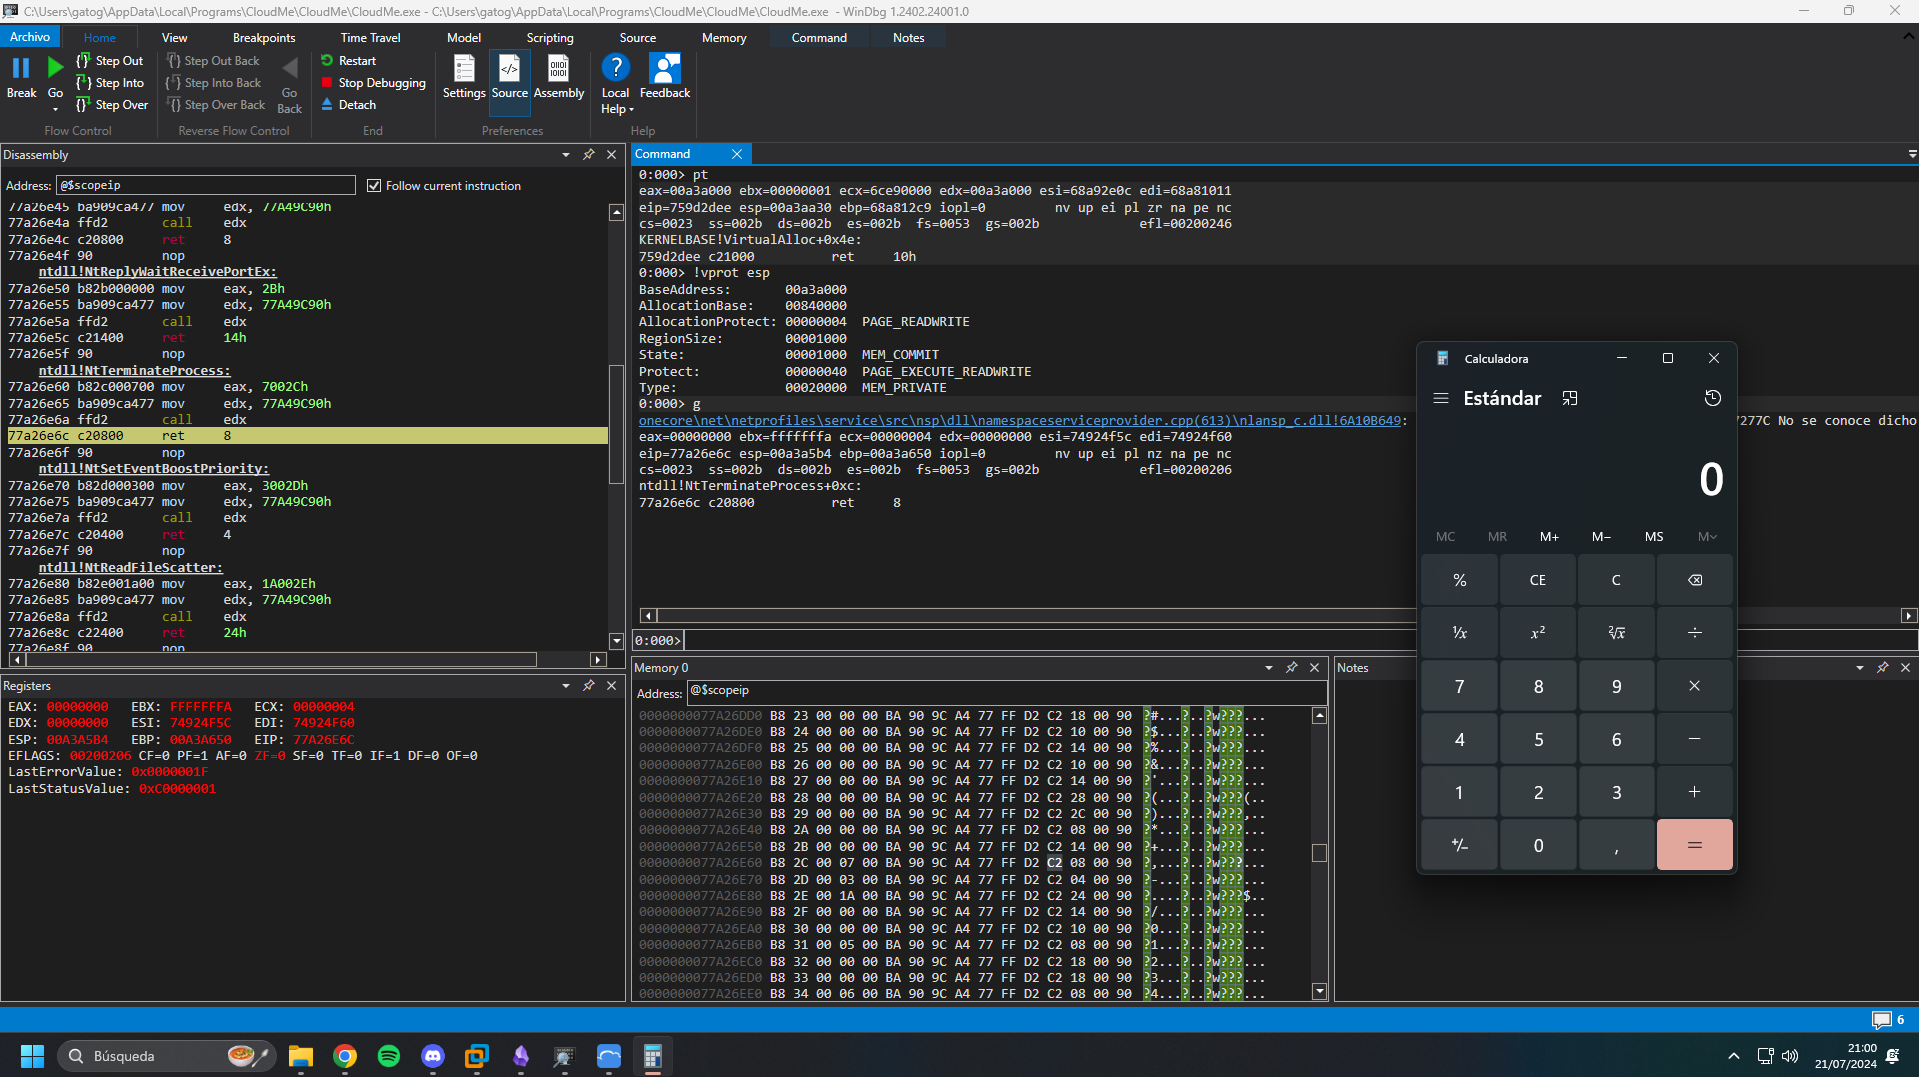 C:\Users\gatog\AppData\Local\Programs\CloudMe\CloudMe\CloudMe.exe - C:\Users\gatog\AppData\Local\Programs\CloudMe\CloudMe\CloudMe.exe - WinDbg 1.2402.24001.0
Archivo Home View Breakpoints Time Travel Model Scripting Source Memory Command Notes
Break
Go
Step Out
Step Into
Step Over
Flow Control
Step Out Back
Step Into Back
Step Over Back
Go Back
Reverse Flow Control
Restart
Stop Debugging
Detach
End
Settings
Source
Assembly
Preferences
Local Help
Feedback
Help
Disassembly
Address: @$scopeip
Follow current instruction
77a26e45 ba909ca477 mov edx, 77A49C90h
77a26e4a ffd2 call edx
77a26e4c c20800 ret 8
77a26e4f 90 nop
ntdll!NtReplyWaitReceivePortEx:
77a26e50 b82b000000 mov eax, 2Bh
77a26e55 ba909ca477 mov edx, 77A49C90h
77a26e5a ffd2 call edx
77a26e5c c21400 ret 14h
77a26e5f 90 nop
ntdll!NtTerminateProcess:
77a26e60 b82c000700 mov eax, 7002Ch
77a26e65 ba909ca477 mov edx, 77A49C90h
77a26e6a ffd2 call edx
77a26e6c c20800 ret 8
77a26e6f 90 nop
ntdll!NtSetEventBoostPriority:
77a26e70 b82d000300 mov eax, 3002Dh
77a26e75 ba909ca477 mov edx, 77A49C90h
77a26e7a ffd2 call edx
77a26e7c c20400 ret 4
77a26e7f 90 nop
ntdll!NtReadFileScatter:
77a26e80 b82e001a00 mov eax, 1A002Eh
77a26e85 ba909ca477 mov edx, 77A49C90h
77a26e8a ffd2 call edx
77a26e8c c22400 ret 24h
77a26e8f 90 nop
Registers
EAX: 00000000 EBX: FFFFFFFA ECX: 00000004
EDX: 00000000 ESI: 74924F5C EDI: 74924F60
ESP: 00A3A5B4 EBP: 00A3A650 EIP: 77A26E6C
EFLAGS: 00200206 CF=0 PF=1 AF=0 ZF=0 SF=0 TF=0 IF=1 DF=0 OF=0
LastErrorValue: 0x0000001F
LastStatusValue: 0xC0000001
Command
0:000> pt
eax=00a3a000 ebx=00000001 ecx=6ce90000 edx=00a3a000 esi=68a92e0c edi=68a81011
eip=759d2dee esp=00a3aa30 ebp=68a812c9 iopl=0 nv up ei pl zr na pe nc
cs=0023 ss=002b ds=002b es=002b fs=0053 gs=002b efl=00200246
KERNELBASE!VirtualAlloc+0x4e:
759d2dee c21000 ret 10h
0:000> !vprot esp
BaseAddress: 00a3a000
AllocationBase: 00840000
AllocationProtect: 00000004 PAGE_READWRITE
RegionSize: 00001000
State: 00001000 MEM_COMMIT
Protect: 00000040 PAGE_EXECUTE_READWRITE
Type: 00020000 MEM_PRIVATE
0:000> g
onecore\net\netprofiles\service\src\nsp\dll\namespaceserviceprovider.cpp(613)\nlansp_c.dll!6A10B649: 7277C No se conoce dicho
eax=00000000 ebx=fffffffa ecx=00000004 edx=00000000 esi=74924f5c edi=74924f60
eip=77a26e6c esp=00a3a5b4 ebp=00a3a650 iopl=0 nv up ei pl nz na pe nc
cs=0023 ss=002b ds=002b es=002b fs=0053 gs=002b efl=00200206
ntdll!NtTerminateProcess+0xc:
77a26e6c c20800 ret 8
0:000>
Memory 0
Address: @$scopeip
0000000077A26DD0 B8 23 00 00 00 BA 90 9C A4 77 FF D2 C2 18 00 90 ?#...?..?w???...
0000000077A26DE0 B8 24 00 00 00 BA 90 9C A4 77 FF D2 C2 10 00 90 ?$...?..?w???...
0000000077A26DF0 B8 25 00 00 00 BA 90 9C A4 77 FF D2 C2 14 00 90 ?%...?..?w???...
0000000077A26E00 B8 26 00 00 00 BA 90 9C A4 77 FF D2 C2 10 00 90 ?&...?..?w???...
0000000077A26E10 B8 27 00 00 00 BA 90 9C A4 77 FF D2 C2 14 00 90 ?'...?..?w???...
0000000077A26E20 B8 28 00 00 00 BA 90 9C A4 77 FF D2 C2 28 00 90 ?(...?..?w???(..
0000000077A26E30 B8 29 00 00 00 BA 90 9C A4 77 FF D2 C2 2C 00 90 ?)...?..?w???,..
0000000077A26E40 B8 2A 00 00 00 BA 90 9C A4 77 FF D2 C2 08 00 90 ?*...?..?w???...
0000000077A26E50 B8 2B 00 00 00 BA 90 9C A4 77 FF D2 C2 14 00 90 ?+...?..?w???...
0000000077A26E60 B8 2C 00 07 00 BA 90 9C A4 77 FF D2 C2 08 00 90 ?,...?..?w???...
0000000077A26E70 B8 2D 00 03 00 BA 90 9C A4 77 FF D2 C2 04 00 90 ?-...?..?w???...
0000000077A26E80 B8 2E 00 1A 00 BA 90 9C A4 77 FF D2 C2 24 00 90 ?....?..?w???$..
0000000077A26E90 B8 2F 00 00 00 BA 90 9C A4 77 FF D2 C2 14 00 90 ?/...?..?w???...
0000000077A26EA0 B8 30 00 00 00 BA 90 9C A4 77 FF D2 C2 10 00 90 ?0...?..?w???...
0000000077A26EB0 B8 31 00 05 00 BA 90 9C A4 77 FF D2 C2 08 00 90 ?1...?..?w???...
0000000077A26EC0 B8 32 00 00 00 BA 90 9C A4 77 FF D2 C2 18 00 90 ?2...?..?w???...
0000000077A26ED0 B8 33 00 00 00 BA 90 9C A4 77 FF D2 C2 18 00 90 ?3...?..?w???...
0000000077A26EE0 B8 34 00 06 00 BA 90 9C A4 77 FF D2 C2 08 00 90 ?4...?..?w???...
Notes
Calculadora
Estándar
0
MC MR M+ M− MS M
% CE C
¹/x x² ²√x ÷
7 8 9 ×
4 5 6 −
1 2 3 +
+/− 0 , =
6
Búsqueda
21:00
21/07/2024